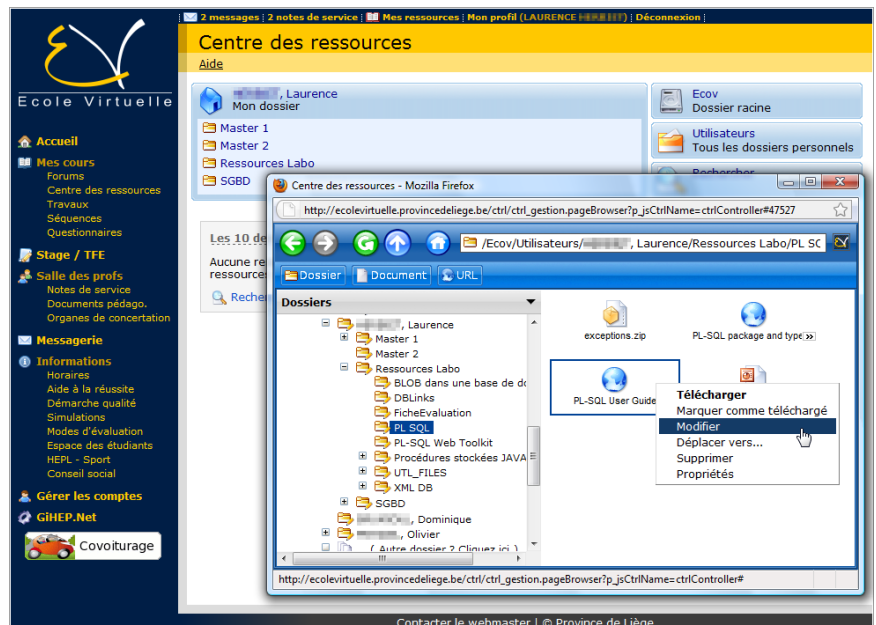 2 messages | 2 notes de service | Mes ressources | Mon profil (LAURENCE ) | Déconnexion |
Centre des ressources
Aide
Ecole Virtuelle
Accueil
Mes cours
Forums
Centre des ressources
Travaux
Séquences
Questionnaires
Stage / TFE
Salle des profs
Notes de service
Documents pédago.
Organes de concertation
Messagerie
Informations
Horaires
Aide à la réussite
Démarche qualité
Simulations
Modes d'évaluation
Espace des étudiants
HEPL - Sport
Conseil social
Gérer les comptes
GiHEP.Net
Covoiturage
, Laurence
Mon dossier
Master 1
Master 2
Ressources Labo
SGBD
Ecov
Dossier racine
Utilisateurs
Tous les dossiers personnels
Rechercher
Les 10 de
Aucune re
ressource
Reche
Centre des ressources - Mozilla Firefox
http://ecolevirtuelle.provincedeliege.be/ctrl/ctrl_gestion.pageBrowser?p_jsCtrlName=ctrlController#47527
/Ecov/Utilisateurs/ , Laurence/Ressources Labo/PL SC
Dossier
Document
URL
Dossiers
, Laurence
Master 1
Master 2
Ressources Labo
BLOB dans une base de do
DBLinks
FicheEvaluation
PL SQL
PL-SQL Web Toolkit
Procédures stockées JAVA
UTL_FILES
XML DB
SGBD
, Dominique
, Olivier
( Autre dossier ? Cliquez ici )
exceptions.zip
PL-SQL package and type
PL-SQL User Guide
Télécharger
Marquer comme téléchargé
Modifier
Déplacer vers...
Supprimer
Propriétés
http://ecolevirtuelle.provincedeliege.be/ctrl/ctrl_gestion.pageBrowser?p_jsCtrlName=ctrlController#
Contacter le webmaster | © Province de Liège